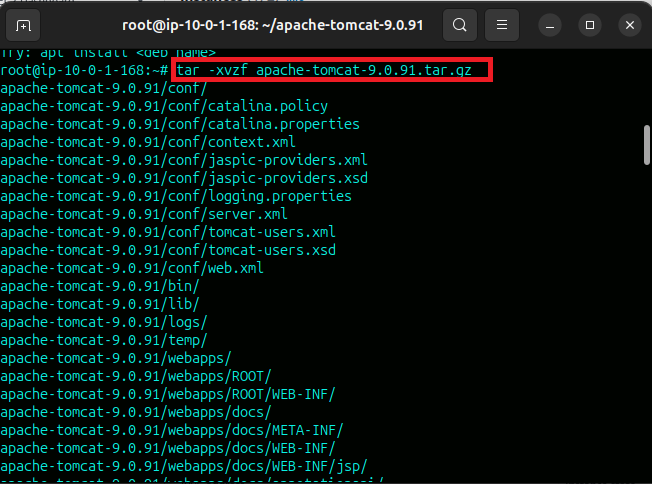 root@ip-10-0-1-168: ~/apache-tomcat-9.0.91
Try: apt install <deb name>
root@ip-10-0-1-168:~# tar -xvzf apache-tomcat-9.0.91.tar.gz
apache-tomcat-9.0.91/conf/
apache-tomcat-9.0.91/conf/catalina.policy
apache-tomcat-9.0.91/conf/catalina.properties
apache-tomcat-9.0.91/conf/context.xml
apache-tomcat-9.0.91/conf/jaspic-providers.xml
apache-tomcat-9.0.91/conf/jaspic-providers.xsd
apache-tomcat-9.0.91/conf/logging.properties
apache-tomcat-9.0.91/conf/server.xml
apache-tomcat-9.0.91/conf/tomcat-users.xml
apache-tomcat-9.0.91/conf/tomcat-users.xsd
apache-tomcat-9.0.91/conf/web.xml
apache-tomcat-9.0.91/bin/
apache-tomcat-9.0.91/lib/
apache-tomcat-9.0.91/logs/
apache-tomcat-9.0.91/temp/
apache-tomcat-9.0.91/webapps/
apache-tomcat-9.0.91/webapps/ROOT/
apache-tomcat-9.0.91/webapps/ROOT/WEB-INF/
apache-tomcat-9.0.91/webapps/docs/
apache-tomcat-9.0.91/webapps/docs/META-INF/
apache-tomcat-9.0.91/webapps/docs/WEB-INF/
apache-tomcat-9.0.91/webapps/docs/WEB-INF/jsp/